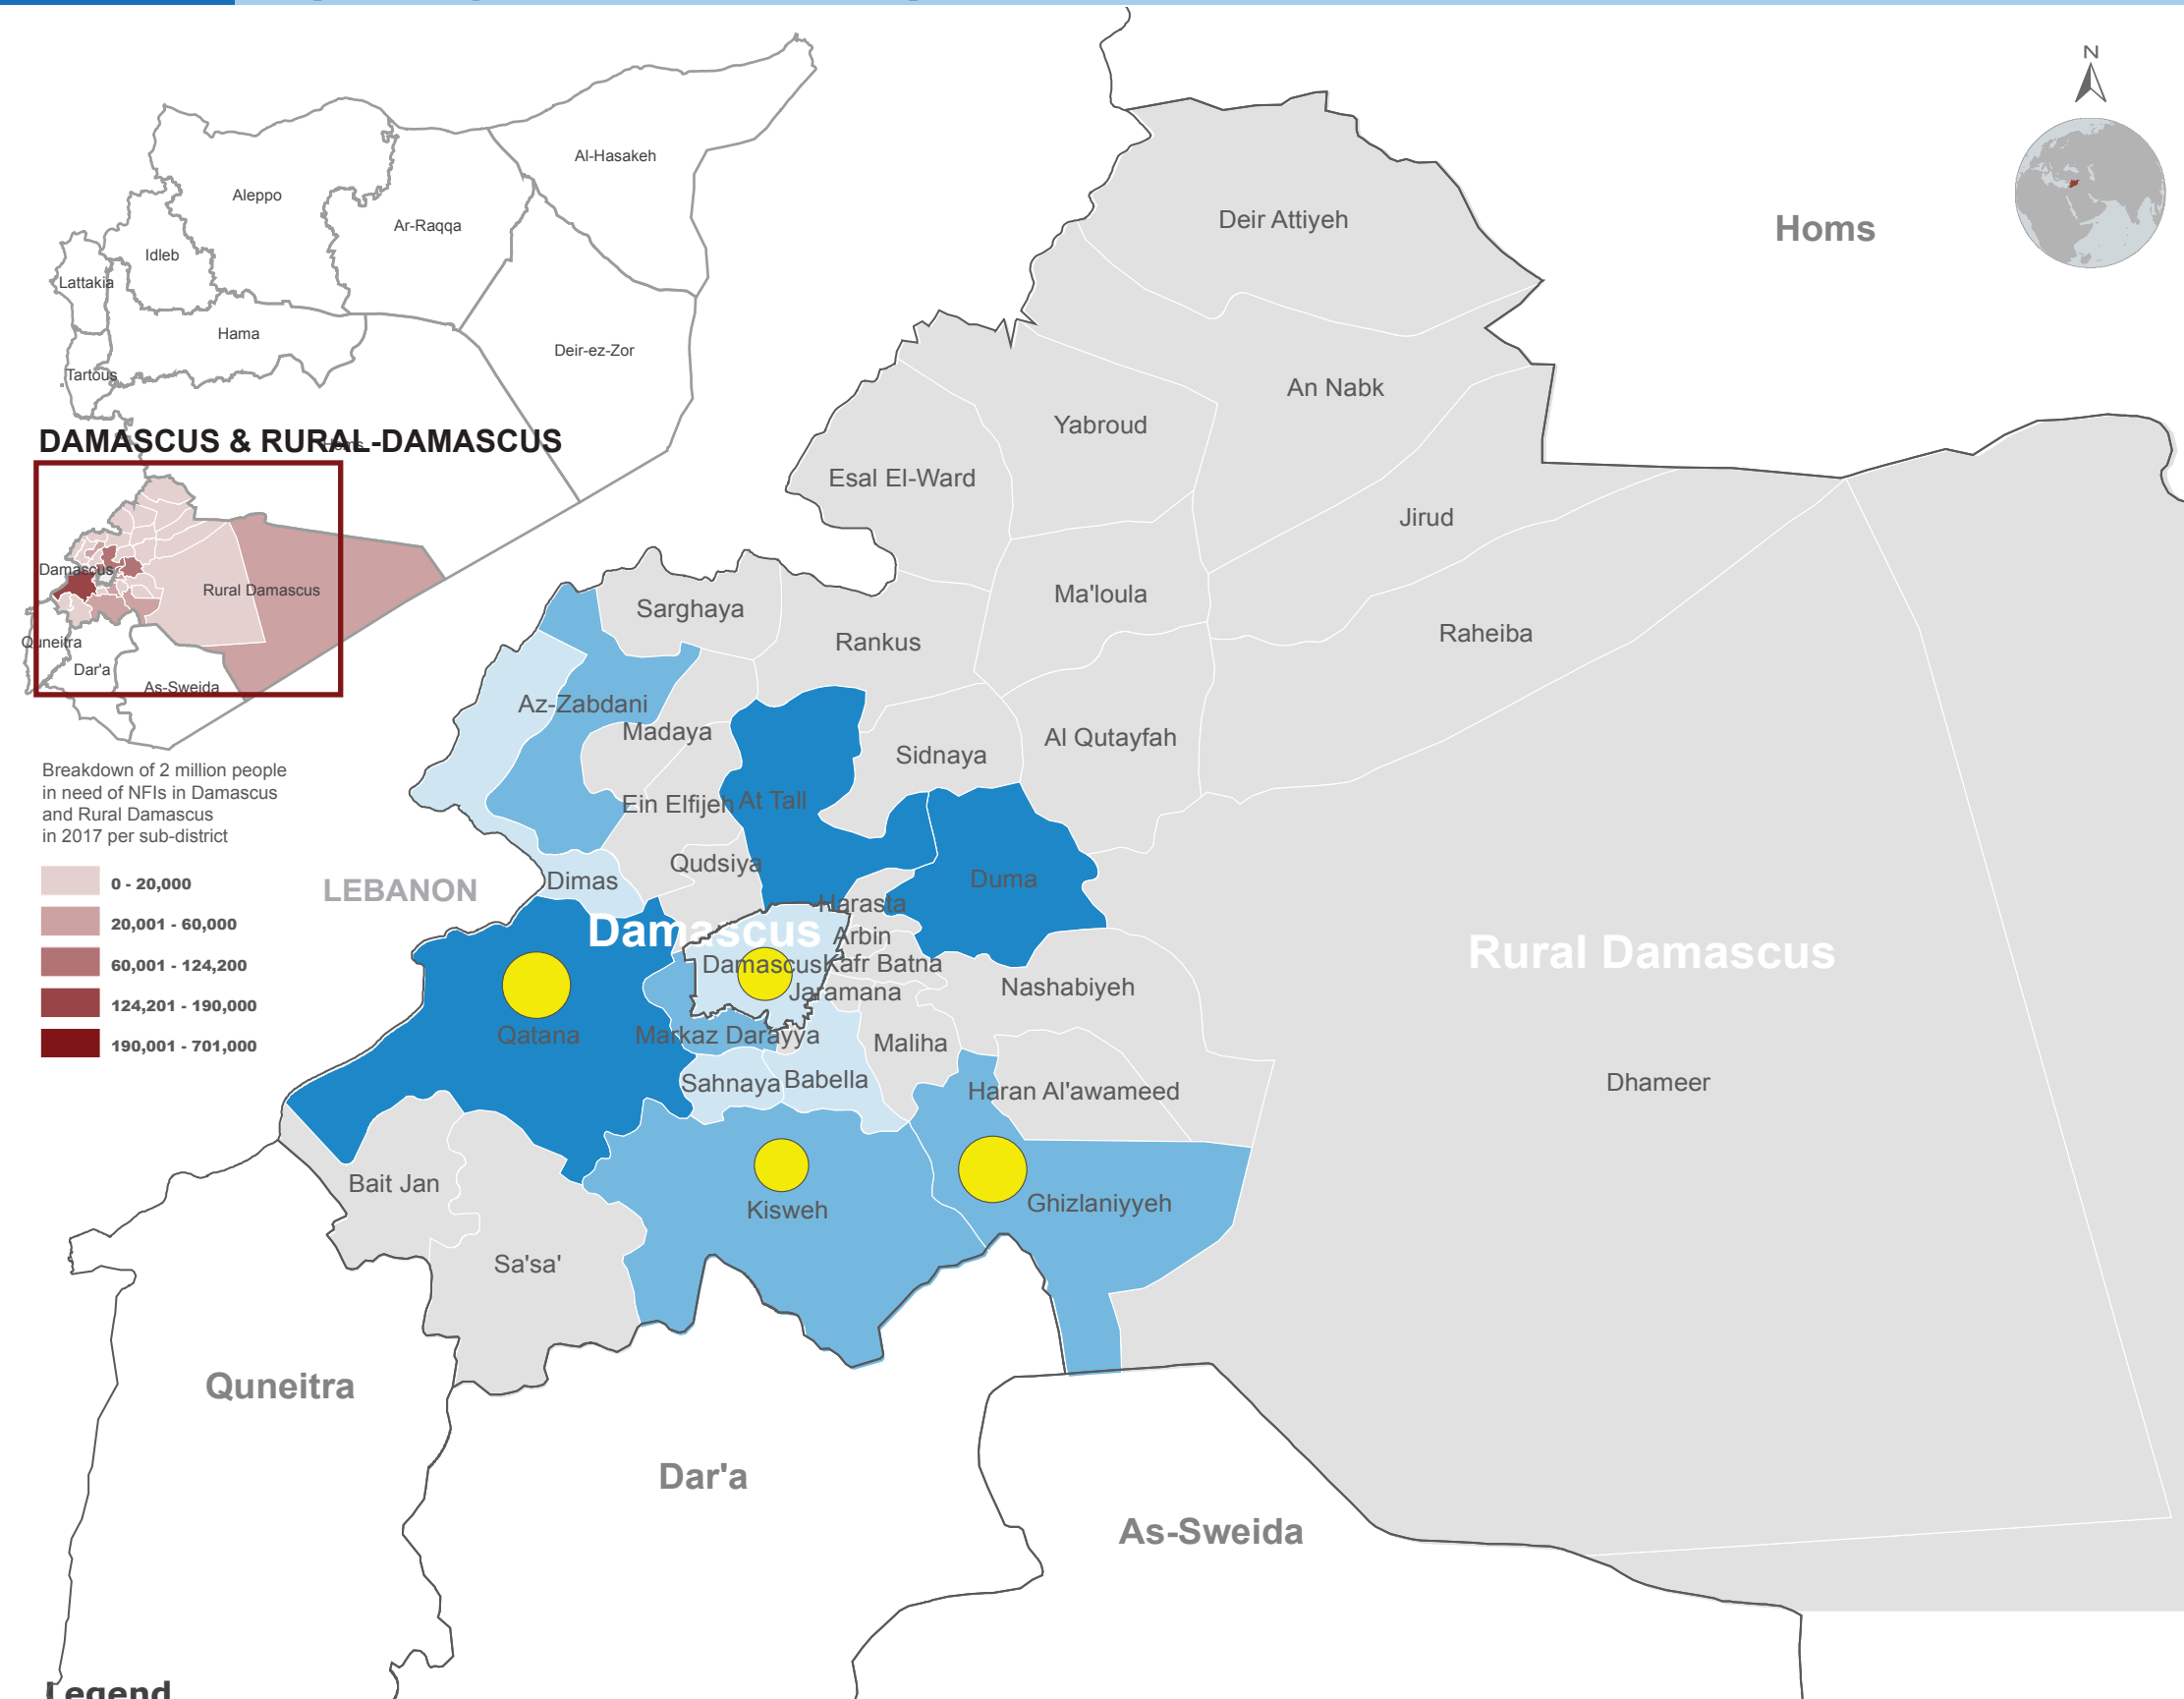 N
Al-Hasakeh
Aleppo
Ar-Raqqa
Idleb
Lattakia
Hama
Deir-ez-Zor
Tartous
Homs
DAMASCUS & RURAL-DAMASCUS
Damascus
Rural Damascus
Quneitra
Dar'a
As-Sweida
Breakdown of 2 million people
in need of NFIs in Damascus
and Rural Damascus
in 2017 per sub-district
0 - 20,000
20,001 - 60,000
60,001 - 124,200
124,201 - 190,000
190,001 - 701,000
LEBANON
Homs
Deir Attiyeh
An Nabk
Yabroud
Esal El-Ward
Jirud
Ma'loula
Sarghaya
Rankus
Raheiba
Az-Zabdani
Madaya
Sidnaya
Al Qutayfah
Ein Elfijeh
At Tall
Qudsiya
Dimas
Duma
Harasta
Damascus
Arbin
Rural Damascus
Damascus
Kafr Batna
Jaramana
Nashabiyeh
Qatana
Markaz Darayya
Maliha
Sahnaya
Babella
Haran Al'awameed
Dhameer
Bait Jan
Kisweh
Ghizlaniyyeh
Sa'sa'
Quneitra
Dar'a
As-Sweida
Legend